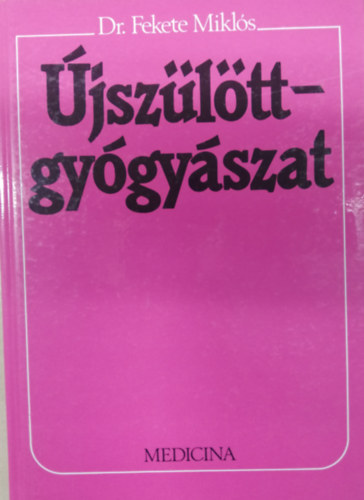 Dr. Fekete Miklós
Újszülött-
gyógyászat
MEDICINA